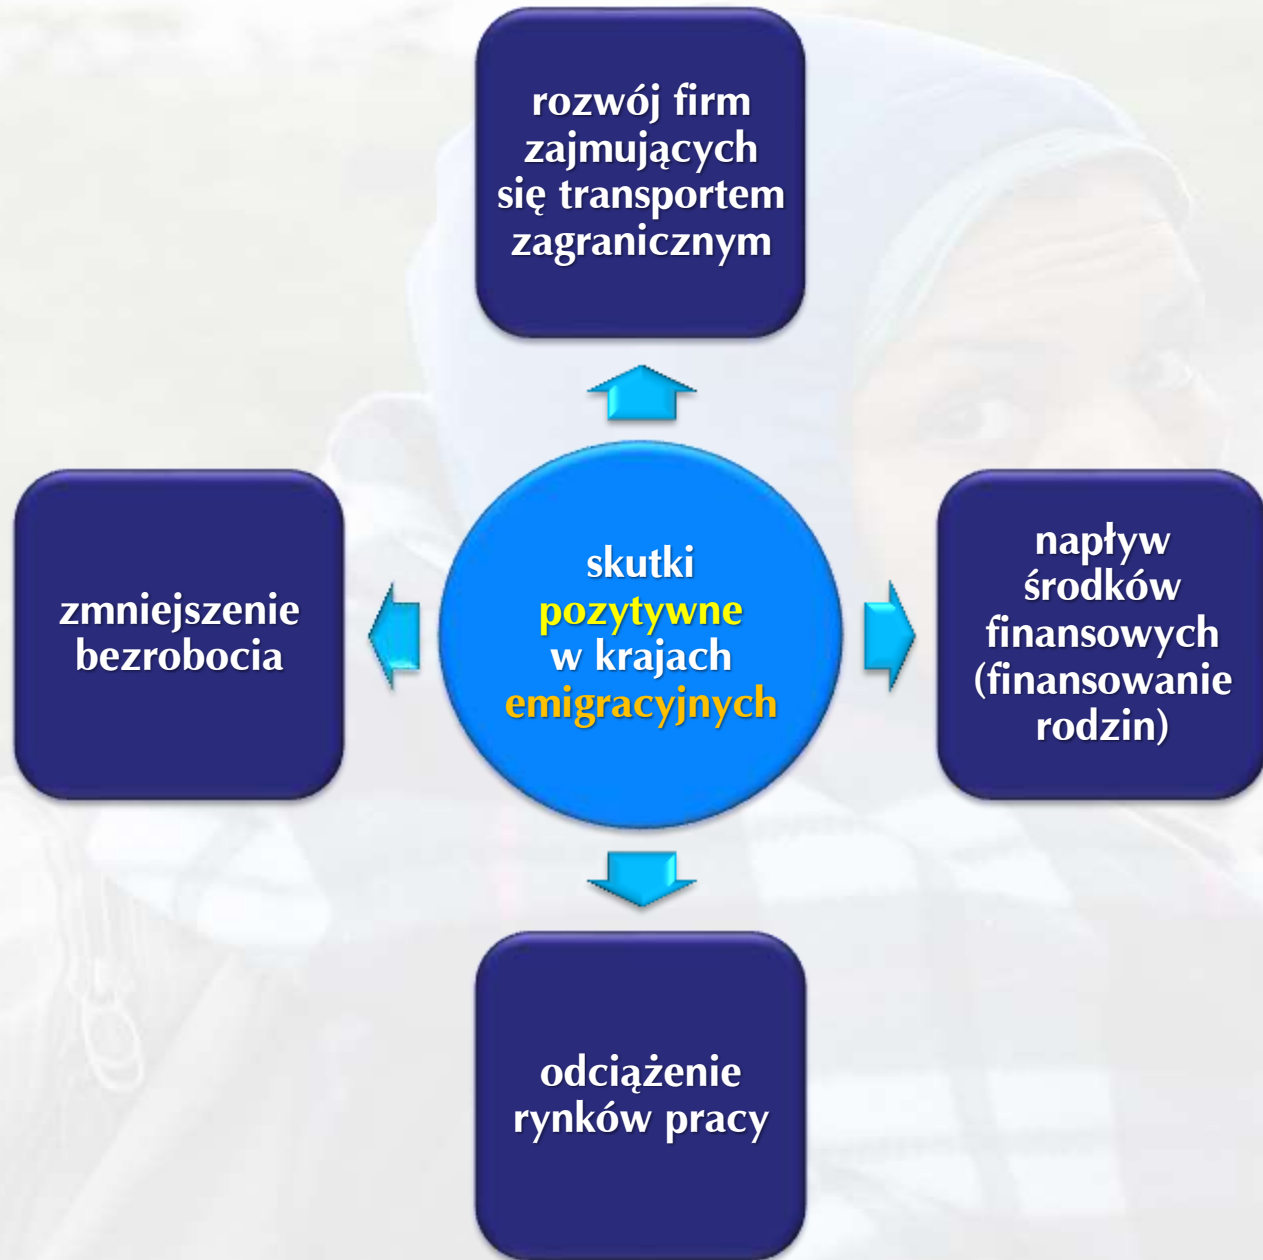 rozwój firm
zajmujących
się transportem
zagranicznym
zmniejszenie
bezrobocia
skutki
pozytywne
w krajach
emigracyjnych
napływ
środków
finansowych
(finansowanie
rodzin)
odciążenie
rynków pracy